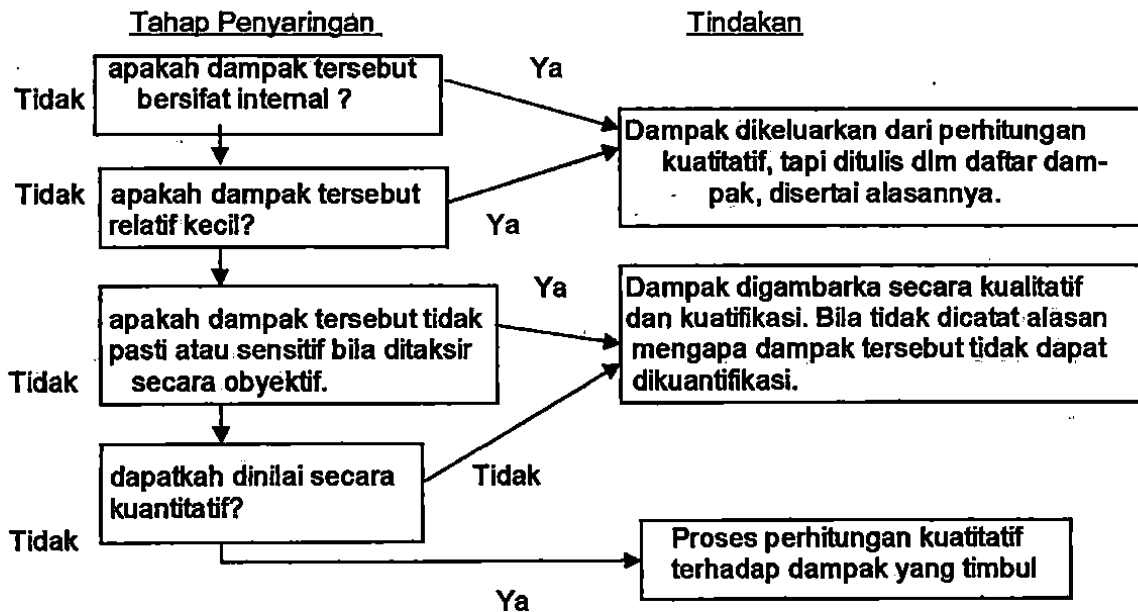 Tahap Penyaringan
Tindakan
apakah dampak tersebut
bersifat internal ?
Ya
Tidak
Dampak dikeluarkan dari perhitungan
kuatitatif, tapi ditulis dlm daftar dam-
pak, disertai alasannya.
Tidak
apakah dampak tersebut
relatif kecil?
Ya
Ya
Dampak digambarka secara kualitatif
dan kuatifikasi. Bila tidak dicatat alasan
mengapa dampak tersebut tidak dapat
dikuantifikasi.
apakah dampak tersebut tidak
pasti atau sensitif bila ditaksir
secara obyektif.
Tidak
dapatkah dinilai secara
kuantitatif?
Tidak
Tidak
Proses perhitungan kuatitatif
terhadap dampak yang timbul
Ya